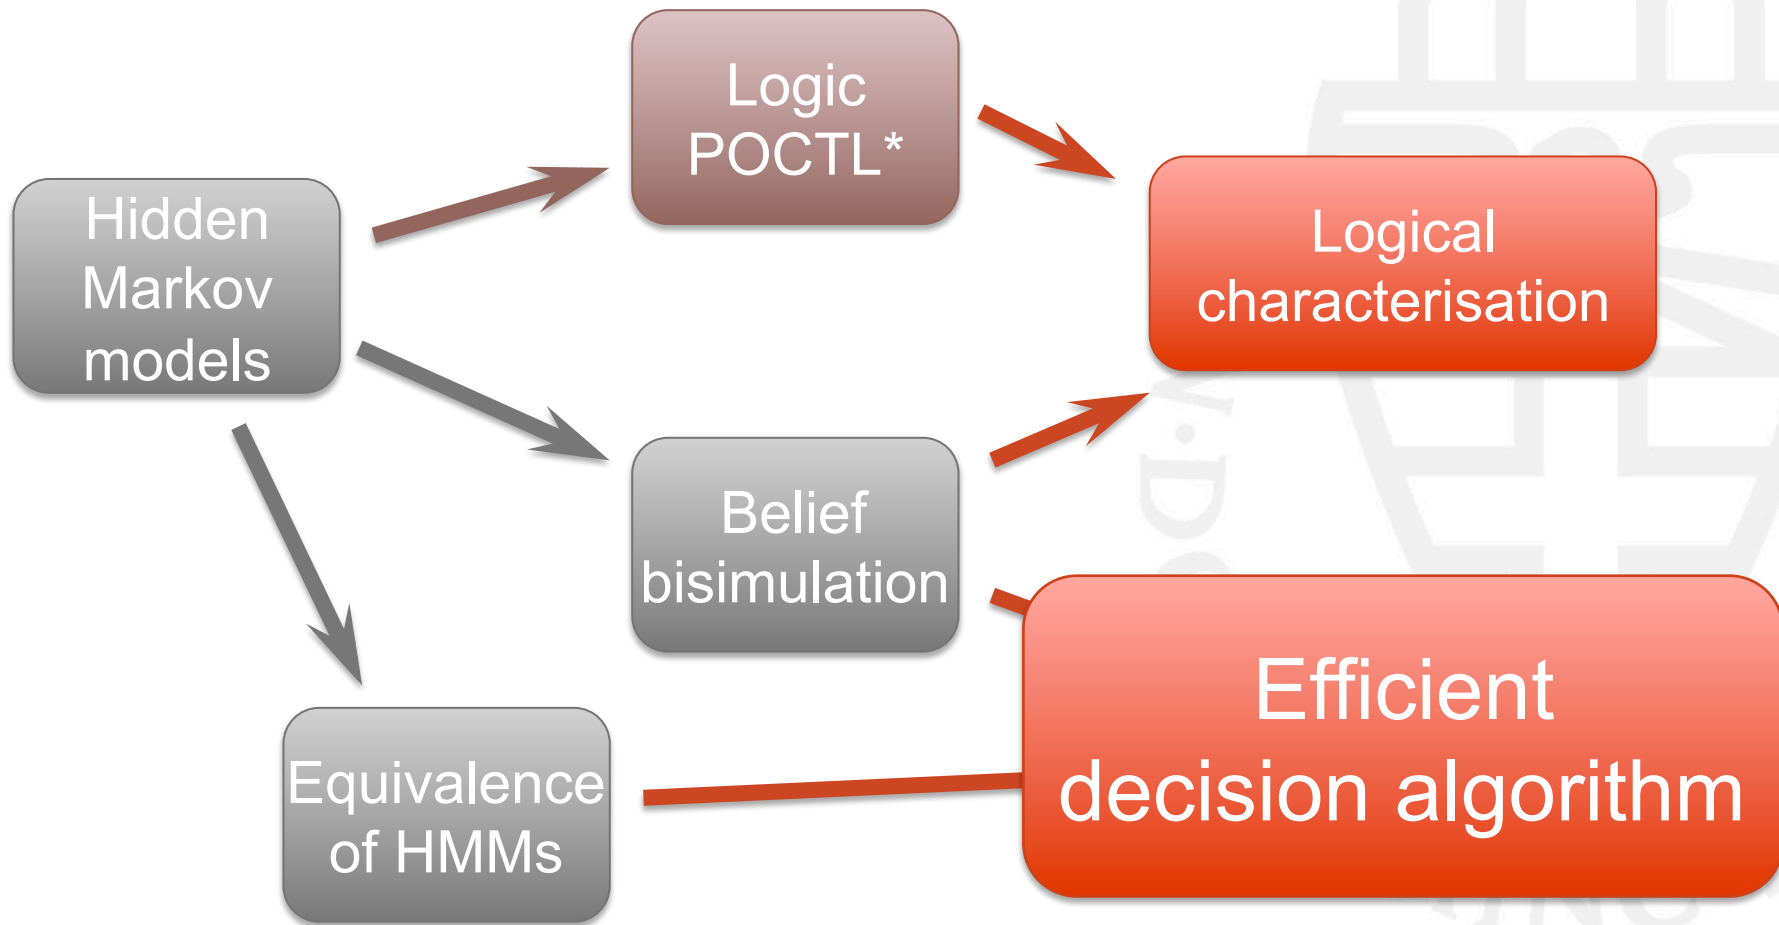 Logic
POCTL*
Hidden
Markov
models
Logical
characterisation
Belief
bisimulation
Efficient
decision algorithm
Equivalence
of HMMs